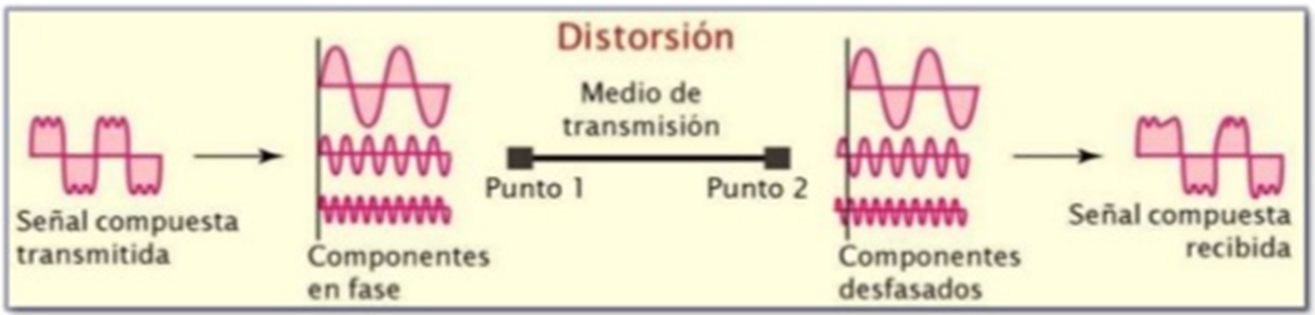 Distorsión
Señal compuesta
transmitida
Componentes
en fase
Medio de
transmisión
Punto 1
Punto 2
Componentes
desfasados
Señal compuesta
recibida